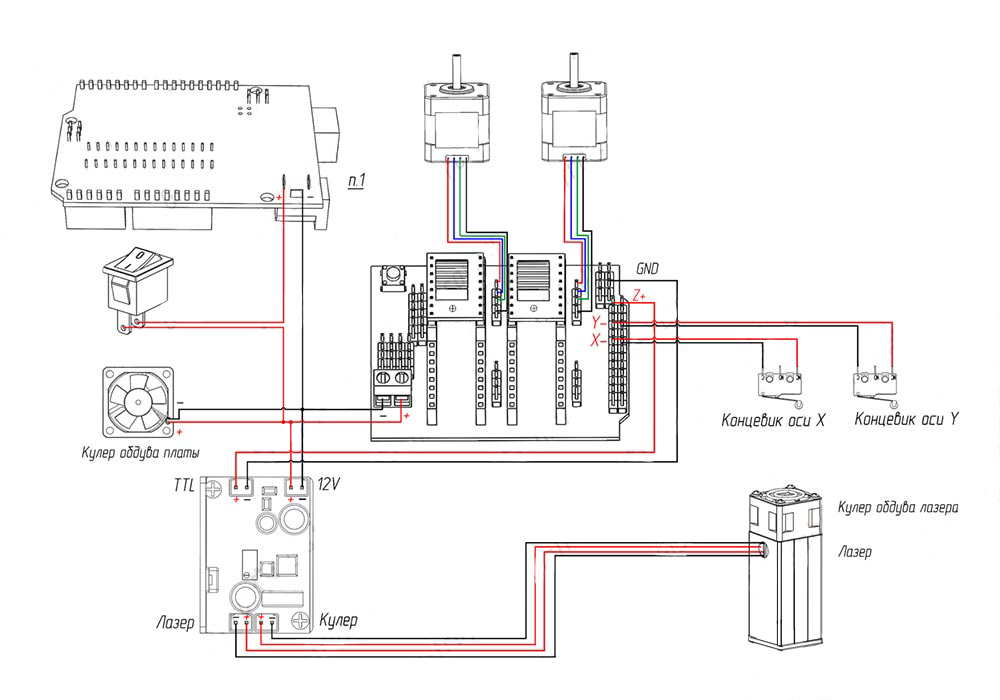 п.1
GND
Z+
Y-
X-
+
-
-
+
-
+
Концевик оси X
Концевик оси Y
Кулер обдува платы
TTL
12V
+ -
+ -
Кулер обдува лазера
Лазер
- + + -
Лазер
Кулер